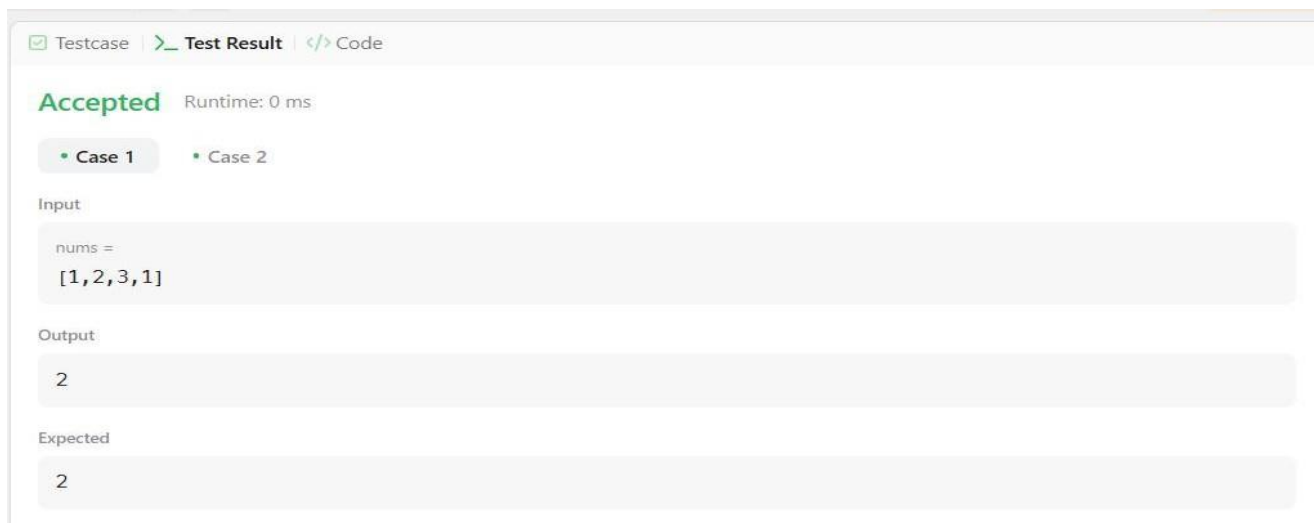 Testcase >_ Test Result </> Code
Accepted Runtime: 0 ms
• Case 1 • Case 2
Input
nums =
[1,2,3,1]
Output
2
Expected
2